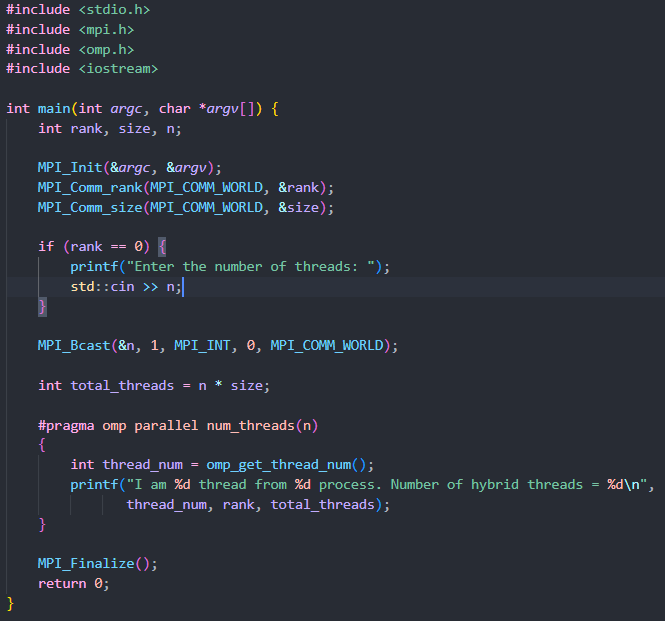 #include <stdio.h>
#include <mpi.h>
#include <omp.h>
#include <iostream>

int main(int argc, char *argv[]) {
    int rank, size, n;

    MPI_Init(&argc, &argv);
    MPI_Comm_rank(MPI_COMM_WORLD, &rank);
    MPI_Comm_size(MPI_COMM_WORLD, &size);

    if (rank == 0) {
        printf("Enter the number of threads: ");
        std::cin >> n;
    }

    MPI_Bcast(&n, 1, MPI_INT, 0, MPI_COMM_WORLD);

    int total_threads = n * size;

    #pragma omp parallel num_threads(n)
    {
        int thread_num = omp_get_thread_num();
        printf("I am %d thread from %d process. Number of hybrid threads = %d\n",
               thread_num, rank, total_threads);
    }

    MPI_Finalize();
    return 0;
}